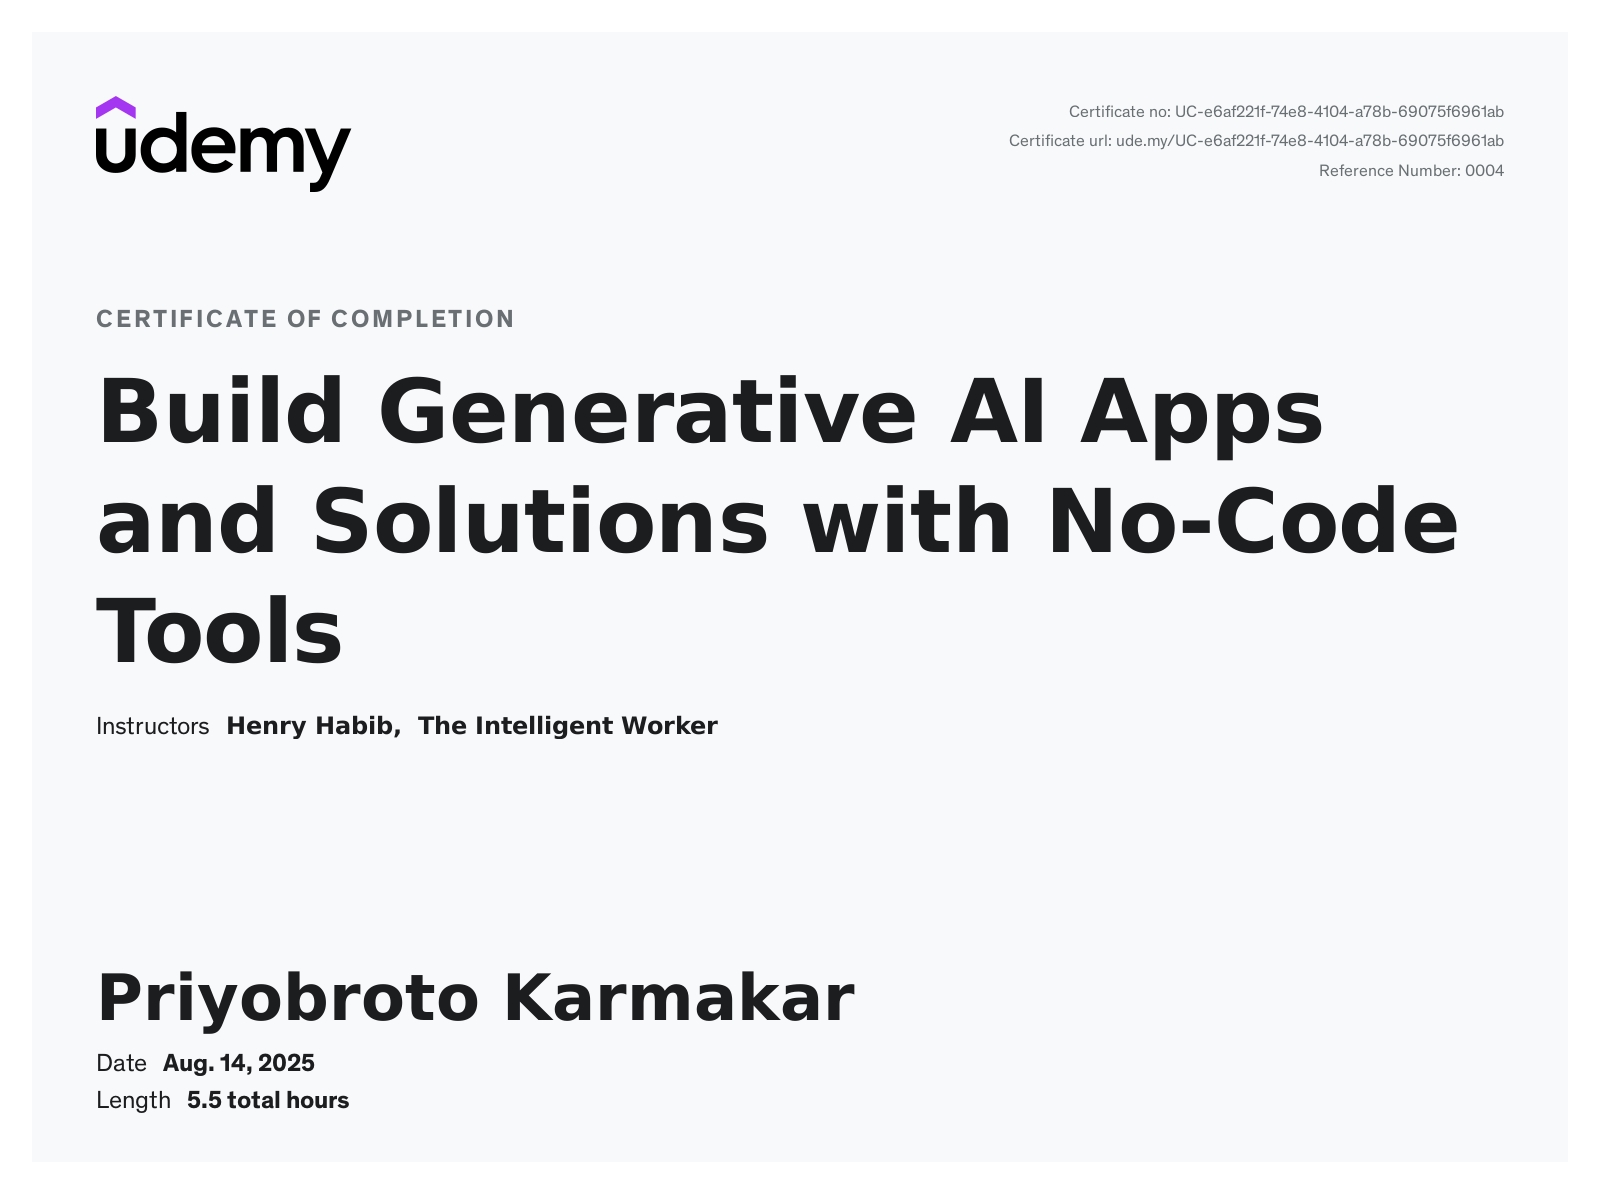 udemy
Certificate no: UC-e6af221f-74e8-4104-a78b-69075f6961ab
Certificate url: ude.my/UC-e6af221f-74e8-4104-a78b-69075f6961ab
Reference Number: 0004
CERTIFICATE OF COMPLETION
Build Generative AI Apps
and Solutions with No-Code
Tools
Instructors Henry Habib, The Intelligent Worker
Priyobroto Karmakar
Date Aug. 14, 2025
Length 5.5 total hours